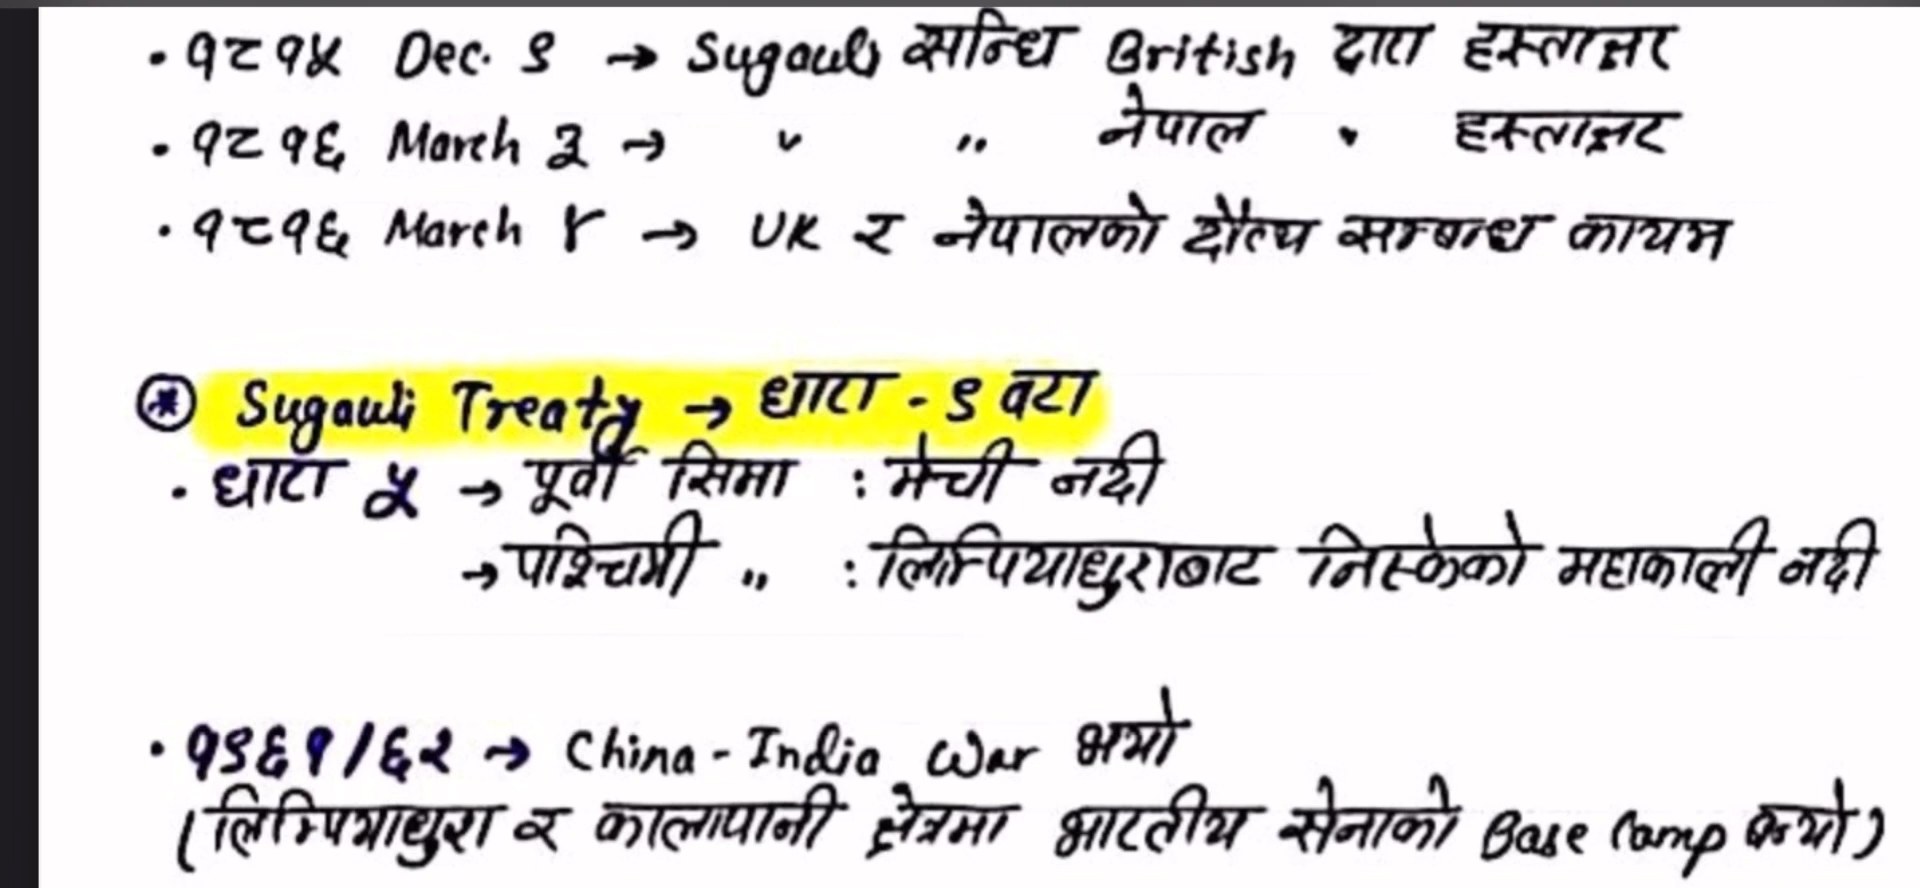 • १८१५ Dec. ९ → Sugauli सन्धि British द्वारा हस्ताक्षर
• १८१६ March ३ → " " नेपाल " हस्ताक्षर
• १८१६ March ४ → UK र नेपालको दौत्य सम्बन्ध कायम
⊛ Sugauli Treaty → धारा - ९ वटा
• धारा ५ → पूर्वी सिमा : मेची नदी
→ पश्चिमी " : लिम्पियाधुराबाट निस्केको महाकाली नदी
• १९६१/६२ → China - India war भयो
(लिम्पियाधुरा र कालापानी क्षेत्रमा भारतीय सेनाको Base Camp बन्यो)